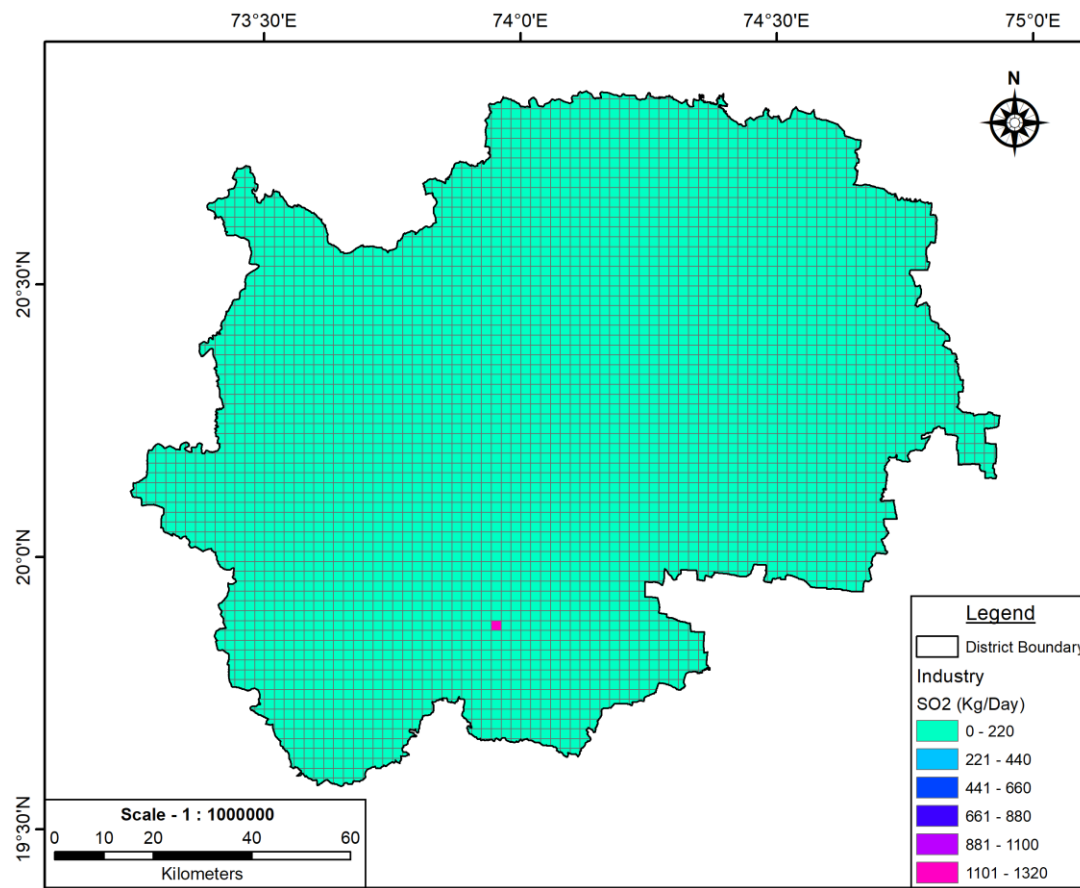 73°30'E 74°0'E 74°30'E 75°0'E
N
20°30'N
20°0'N
19°30'N
Legend
District Boundary
Industry
SO2 (Kg/Day)
0 - 220
221 - 440
441 - 660
661 - 880
881 - 1100
1101 - 1320
Scale - 1 : 1000000
0 10 20 40 60
Kilometers